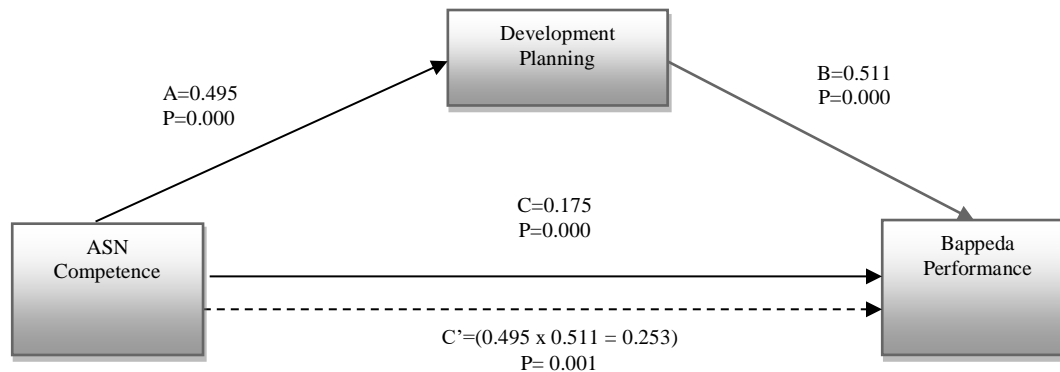 Development
Planning
A=0.495
P=0.000
B=0.511
P=0.000
C=0.175
P=0.000
ASN
Competence
Bappeda
Performance
C’=(0.495 x 0.511 = 0.253)
P= 0.001